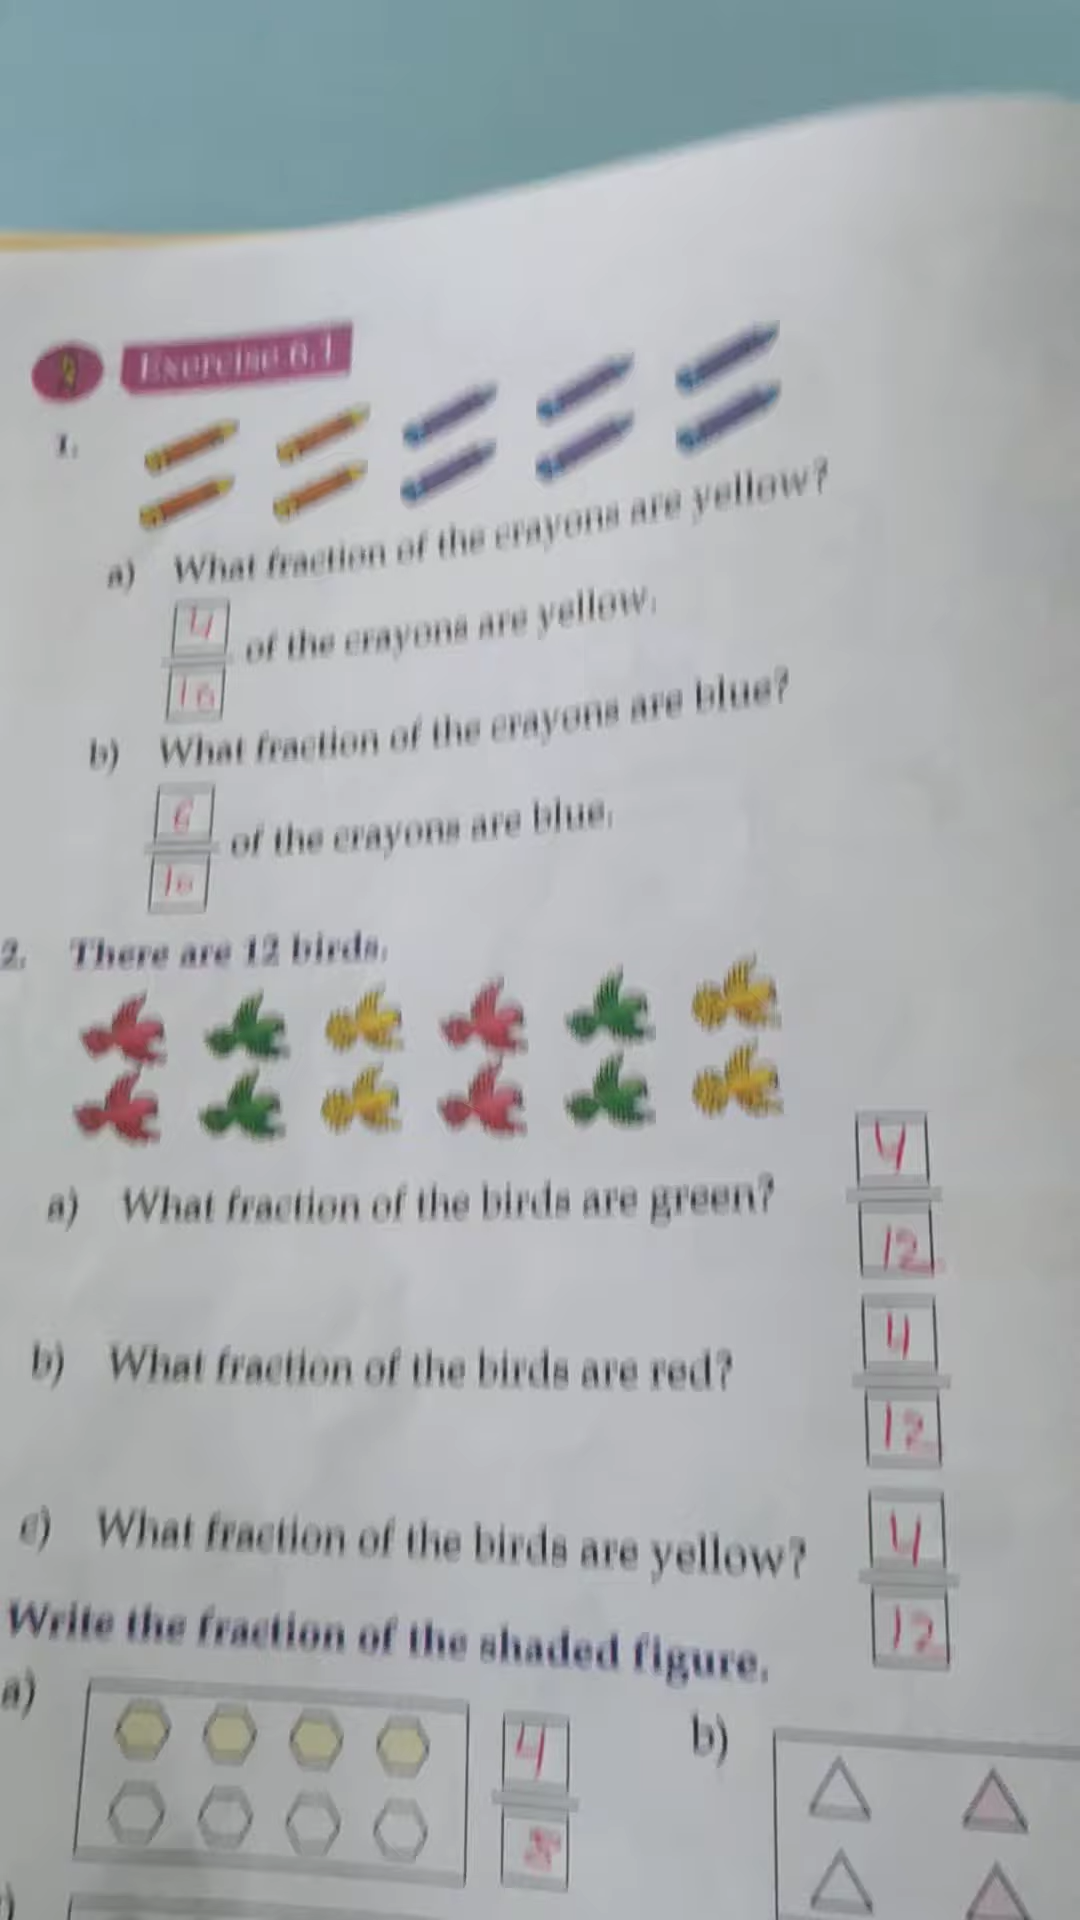 Exercise 6.1
1.
a) What fraction of the crayons are yellow?
4
10
of the crayons are yellow.
b) What fraction of the crayons are blue?
6
10
of the crayons are blue.
2. There are 12 birds.
a) What fraction of the birds are green?
4
12
b) What fraction of the birds are red?
4
12
c) What fraction of the birds are yellow?
4
12
Write the fraction of the shaded figure.
a)
4
8
b)